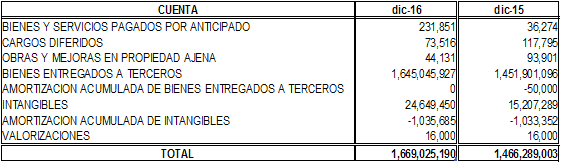 CUENTA dic-16 dic-15
BIENES Y SERVICIOS PAGADOS POR ANTICIPADO 231,851 36,274
CARGOS DIFERIDOS 73,516 117,795
OBRAS Y MEJORAS EN PROPIEDAD AJENA 44,131 93,901
BIENES ENTREGADOS A TERCEROS 1,645,045,927 1,451,901,096
AMORTIZACION ACUMULADA DE BIENES ENTREGADOS A TERCEROS 0 -50,000
INTANGIBLES 24,649,450 15,207,289
AMORTIZACION ACUMULADA DE INTANGIBLES -1,035,685 -1,033,352
VALORIZACIONES 16,000 16,000
TOTAL 1,669,025,190 1,466,289,003